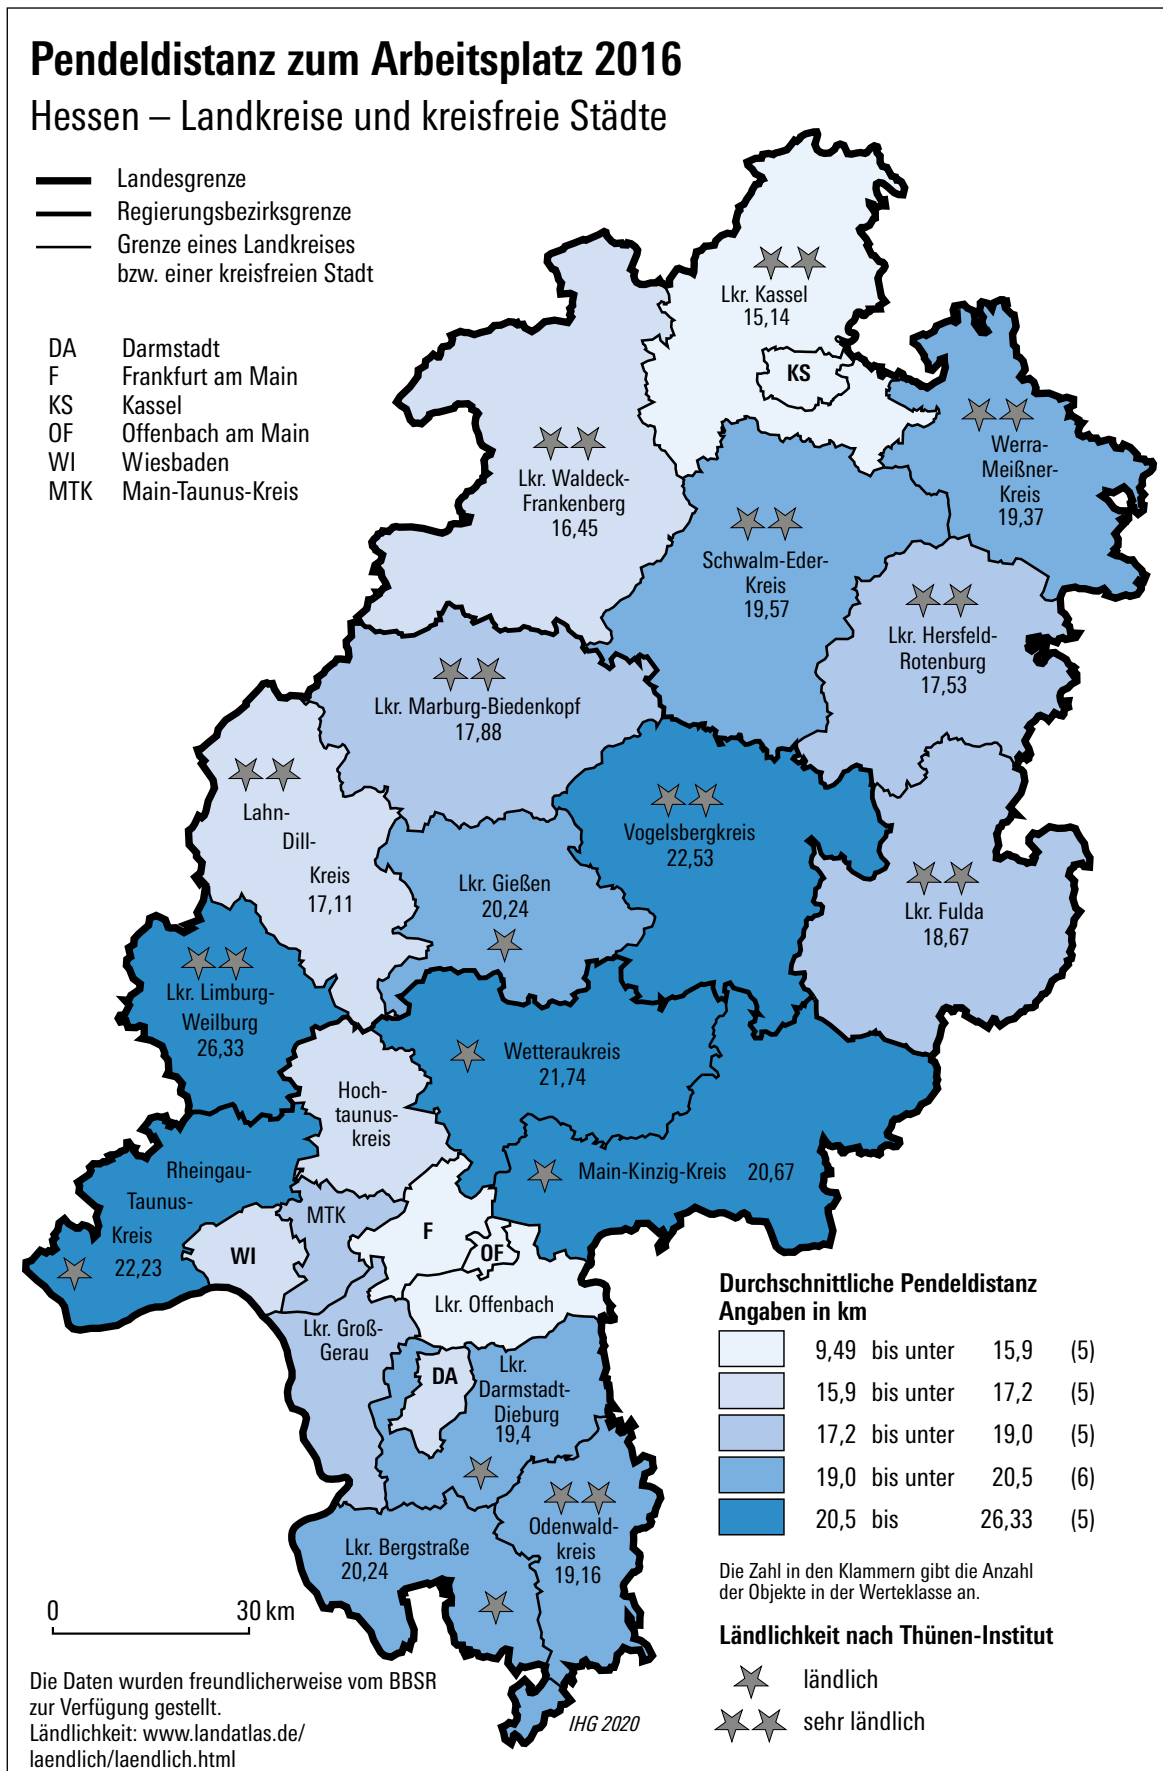 Pendeldistanz zum Arbeitsplatz 2016
Hessen – Landkreise und kreisfreie Städte
Landesgrenze
Regierungsbezirksgrenze
Grenze eines Landkreises
bzw. einer kreisfreien Stadt
DA Darmstadt
F Frankfurt am Main
KS Kassel
OF Offenbach am Main
WI Wiesbaden
MTK Main-Taunus-Kreis
Lkr. Kassel
15,14
KS
Werra-
Meißner-
Kreis
19,37
Lkr. Waldeck-
Frankenberg
16,45
Schwalm-Eder-
Kreis
19,57
Lkr. Hersfeld-
Rotenburg
17,53
Lkr. Marburg-Biedenkopf
17,88
Lahn-
Dill-
Kreis
17,11
Vogelsbergkreis
22,53
Lkr. Gießen
20,24
Lkr. Fulda
18,67
Lkr. Limburg-
Weilburg
26,33
Wetteraukreis
21,74
Hoch-
taunus-
kreis
Main-Kinzig-Kreis 20,67
Rheingau-
Taunus-
Kreis
22,23
MTK
WI
F
OF
Lkr. Offenbach
Lkr. Groß-
Gerau
DA
Lkr.
Darmstadt-
Dieburg
19,4
Odenwald-
kreis
19,16
Lkr. Bergstraße
20,24
Durchschnittliche Pendeldistanz
Angaben in km
9,49 bis unter 15,9 (5)
15,9 bis unter 17,2 (5)
17,2 bis unter 19,0 (5)
19,0 bis unter 20,5 (6)
20,5 bis 26,33 (5)
Die Zahl in den Klammern gibt die Anzahl
der Objekte in der Werteklasse an.
Ländlichkeit nach Thünen-Institut
ländlich
sehr ländlich
0 30 km
Die Daten wurden freundlicherweise vom BBSR
zur Verfügung gestellt.
Ländlichkeit: www.landatlas.de/
laendlich/laendlich.html
IHG 2020